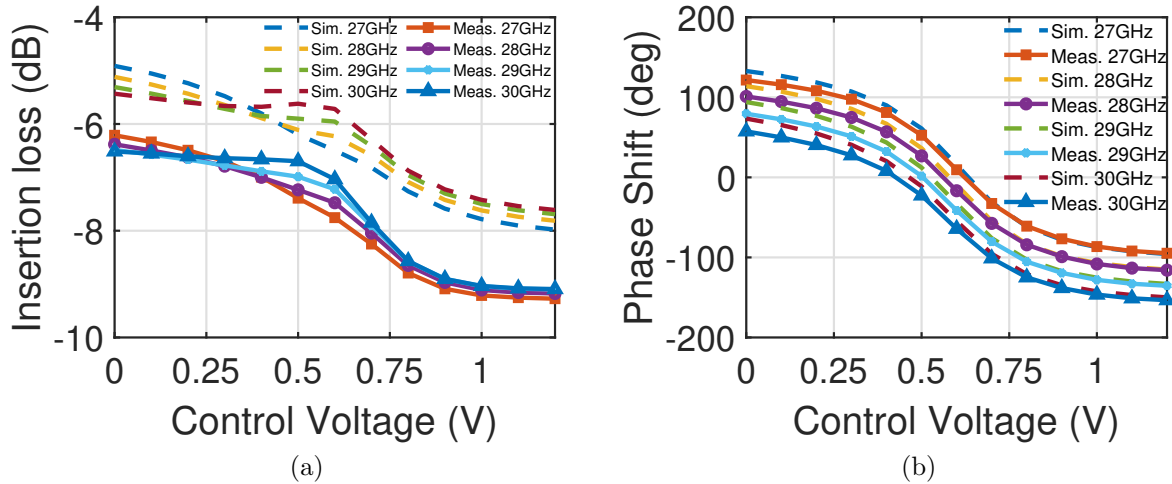 -4
-6
-8
-10
Insertion loss (dB)
Sim. 27GHz
Sim. 28GHz
Sim. 29GHz
Sim. 30GHz
Meas. 27GHz
Meas. 28GHz
Meas. 29GHz
Meas. 30GHz
0 0.25 0.5 0.75 1
Control Voltage (V)
(a)
200
100
0
-100
-200
Phase Shift (deg)
Sim. 27GHz
Meas. 27GHz
Sim. 28GHz
Meas. 28GHz
Sim. 29GHz
Meas. 29GHz
Sim. 30GHz
Meas. 30GHz
0 0.25 0.5 0.75 1
Control Voltage (V)
(b)